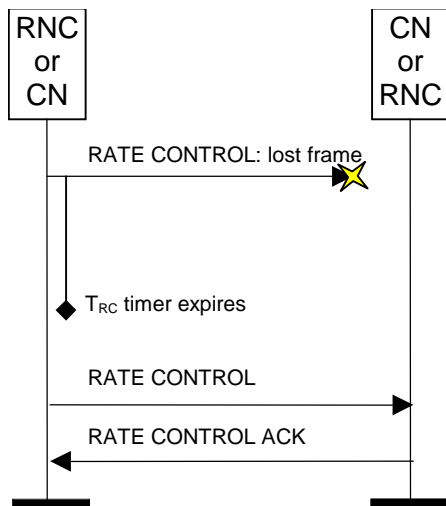 RNC
or
CN
CN
or
RNC
RATE CONTROL: lost frame
TRC timer expires
RATE CONTROL
RATE CONTROL ACK